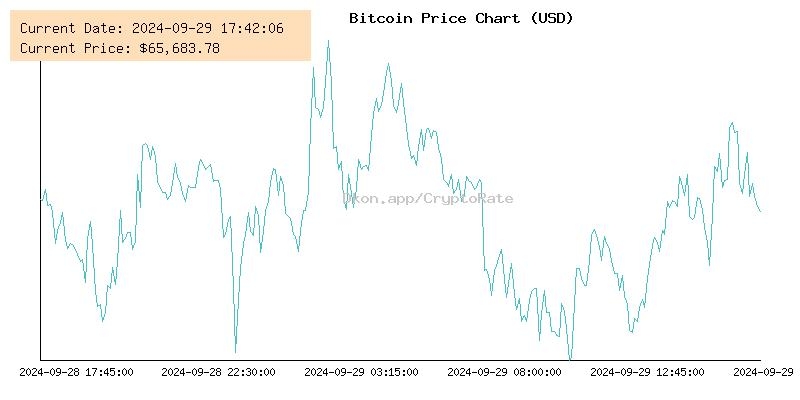 Bitcoin Price Chart (USD)
Current Date: 2024-09-29 17:42:06
Current Price: $65,683.78
Dkon.app/CryptoRate
2024-09-28 17:45:00 2024-09-28 22:30:00 2024-09-29 03:15:00 2024-09-29 08:00:00 2024-09-29 12:45:00 2024-09-29